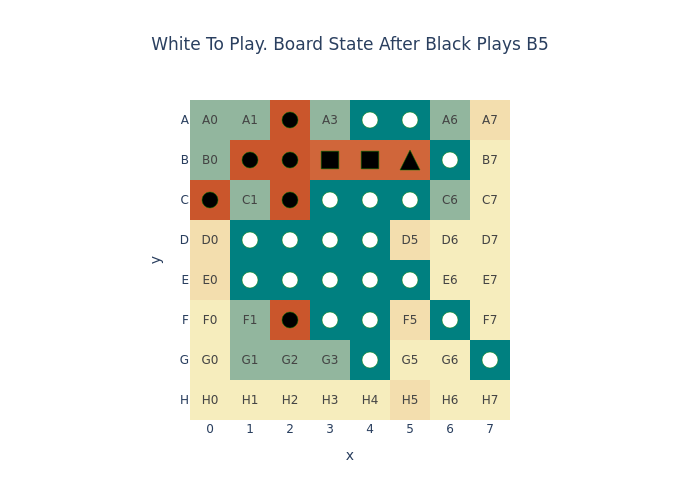 White To Play. Board State After Black Plays B5
A A0 A1 A3 A6 A7
B B0 B7
C C1 C6 C7
D D0 D5 D6 D7
E E0 E6 E7
F F0 F1 F5 F7
G G0 G1 G2 G3 G5 G6
H H0 H1 H2 H3 H4 H5 H6 H7
0 1 2 3 4 5 6 7
x
y